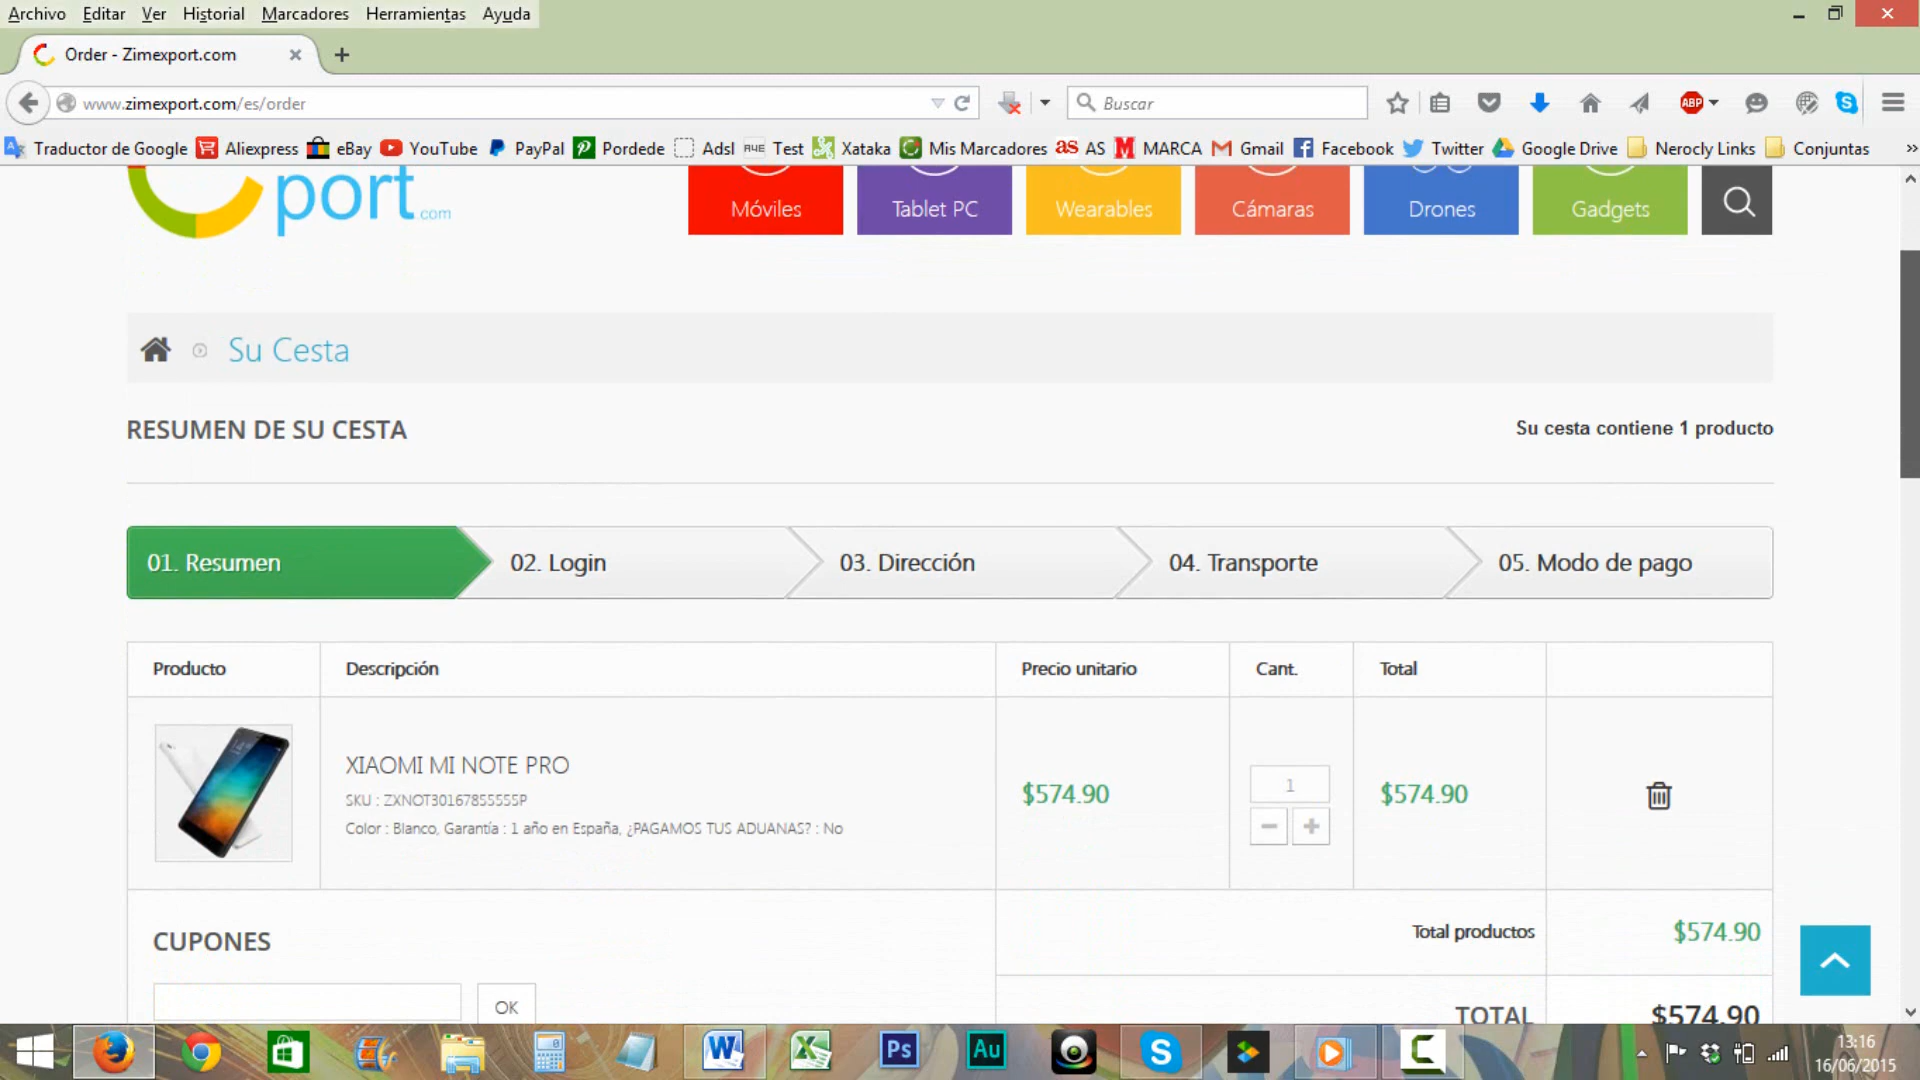 Archivo Editar Ver Historial Marcadores Herramientas Ayuda
Order - Zimexport.com
www.zimexport.com/es/order
Buscar
ABP
Traductor de Google Aliexpress eBay YouTube PayPal Pordede Adsl Test Xataka Mis Marcadores as AS MARCA Gmail Facebook Twitter Google Drive Nerocly Links Conjuntas
port.com
Móviles Tablet PC Wearables Cámaras Drones Gadgets
Su Cesta
RESUMEN DE SU CESTA
Su cesta contiene 1 producto
01. Resumen 02. Login 03. Dirección 04. Transporte 05. Modo de pago
Producto Descripción Precio unitario Cant. Total
XIAOMI MI NOTE PRO
SKU : ZXNOT30167855555P
Color : Blanco, Garantía : 1 año en España, ¿PAGAMOS TUS ADUANAS? : No
$574.90 1 $574.90
CUPONES
Total productos $574.90
OK
TOTAL $574.90
Ps Au
13:16
16/06/2015